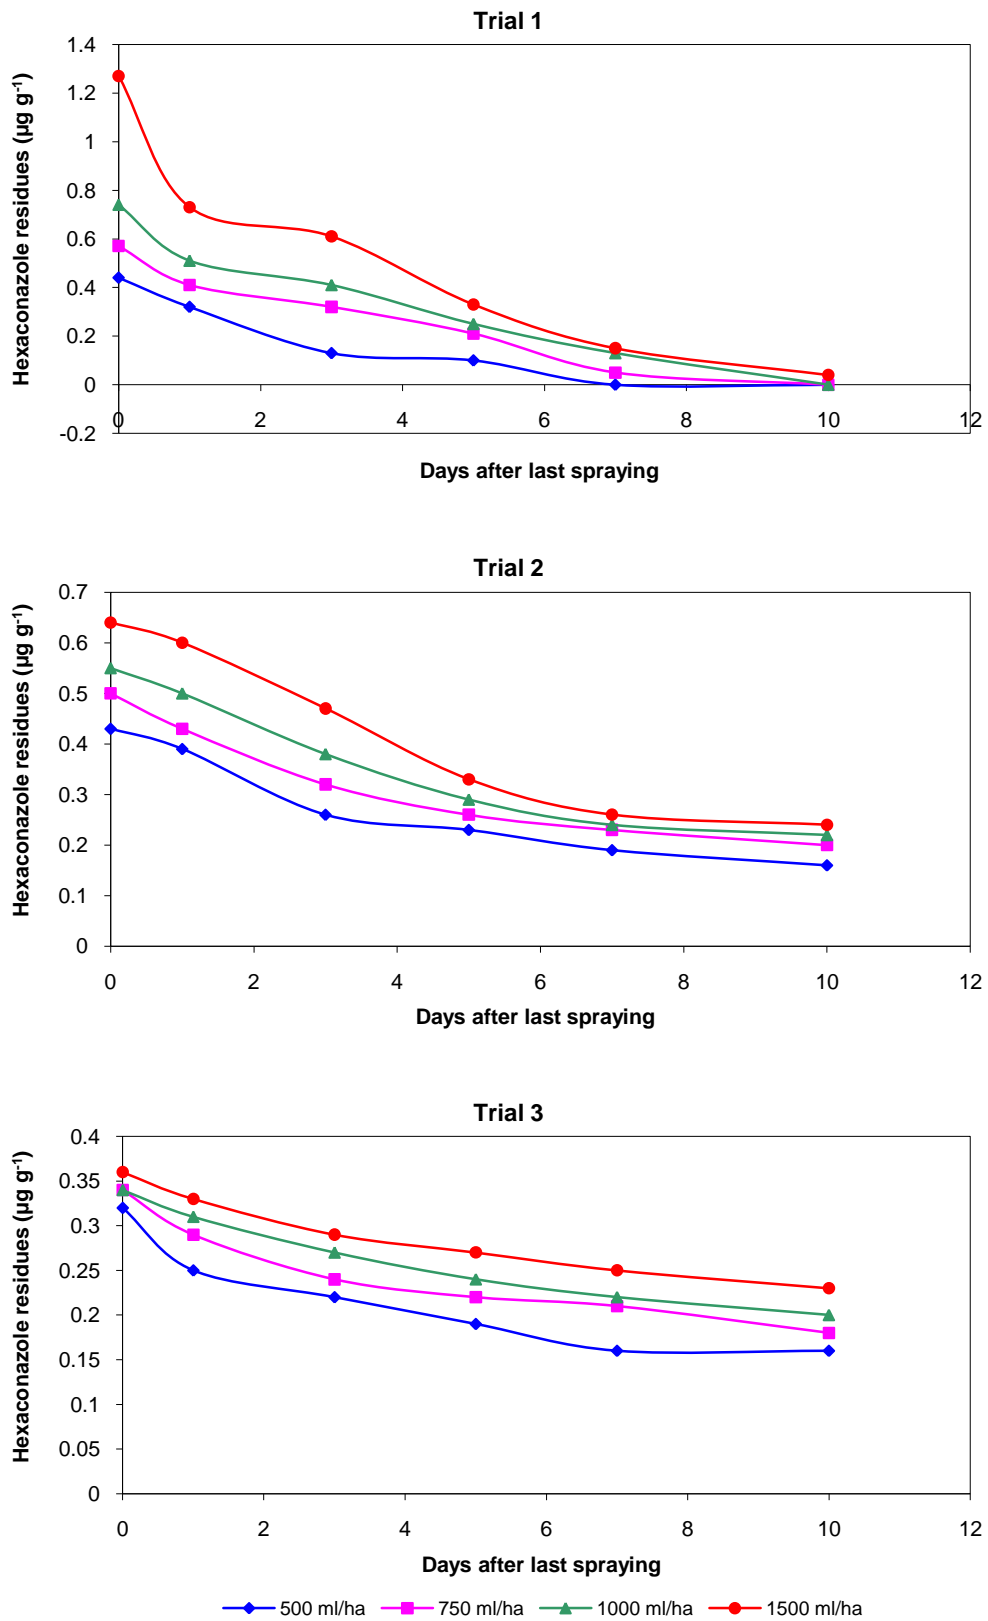 Trial 1
Hexaconazole residues (µg g⁻¹)
1.4
1.2
1
0.8
0.6
0.4
0.2
0
-0.2
0 2 4 6 8 10 12
Days after last spraying
Trial 2
Hexaconazole residues (µg g⁻¹)
0.7
0.6
0.5
0.4
0.3
0.2
0.1
0
0 2 4 6 8 10 12
Days after last spraying
Trial 3
Hexaconazole residues (µg g⁻¹)
0.4
0.35
0.3
0.25
0.2
0.15
0.1
0.05
0
0 2 4 6 8 10 12
Days after last spraying
500 ml/ha 750 ml/ha 1000 ml/ha 1500 ml/ha